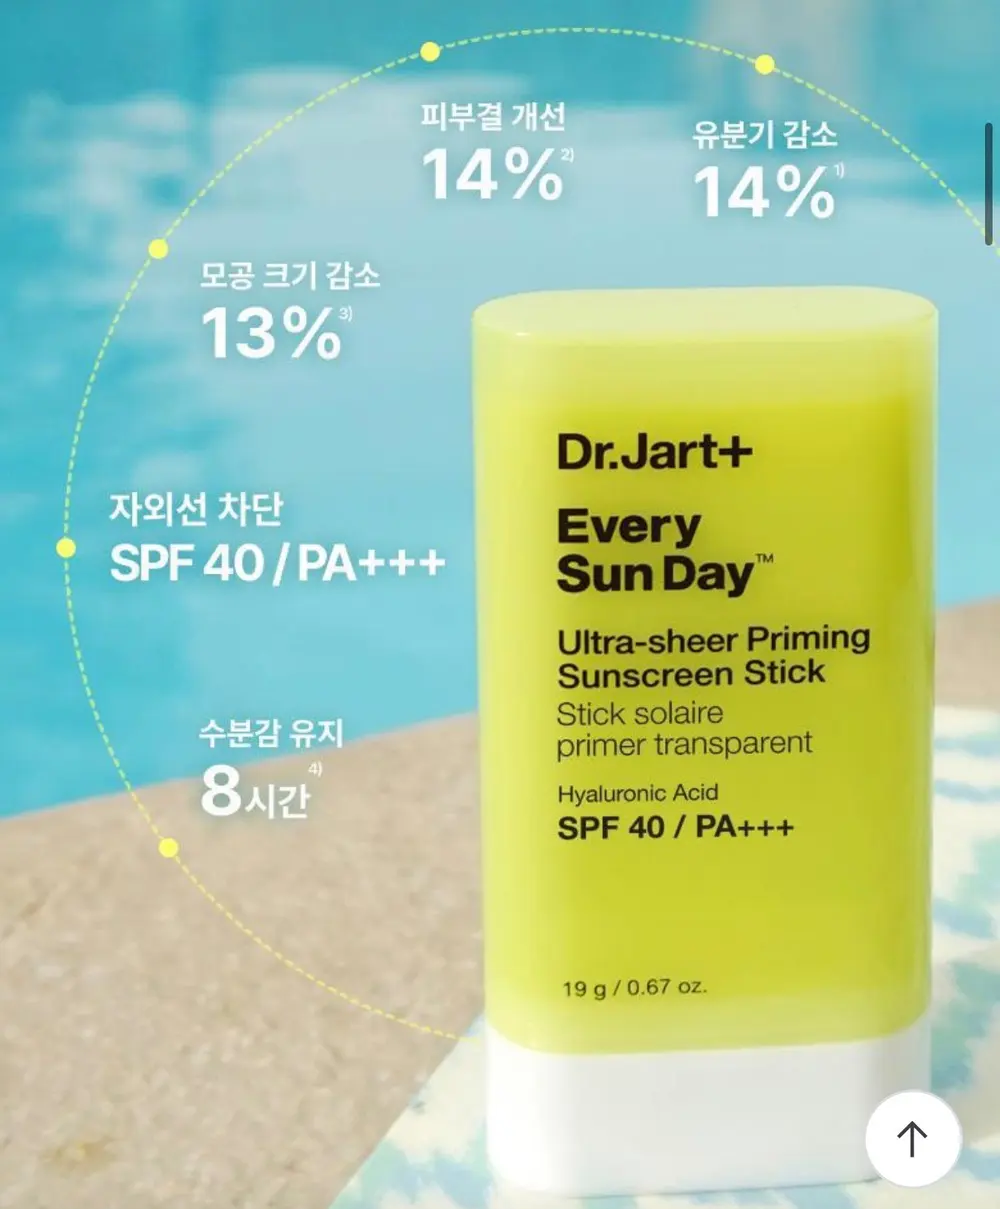 피부결 개선
14%2)
유분기 감소
14%1)
모공 크기 감소
13%3)
자외선 차단
SPF 40 / PA+++
수분감 유지
8시간4)
Dr.Jart+
Every
Sun Day™
Ultra-sheer Priming
Sunscreen Stick
Stick solaire
primer transparent
Hyaluronic Acid
SPF 40 / PA+++
19 g / 0.67 oz.